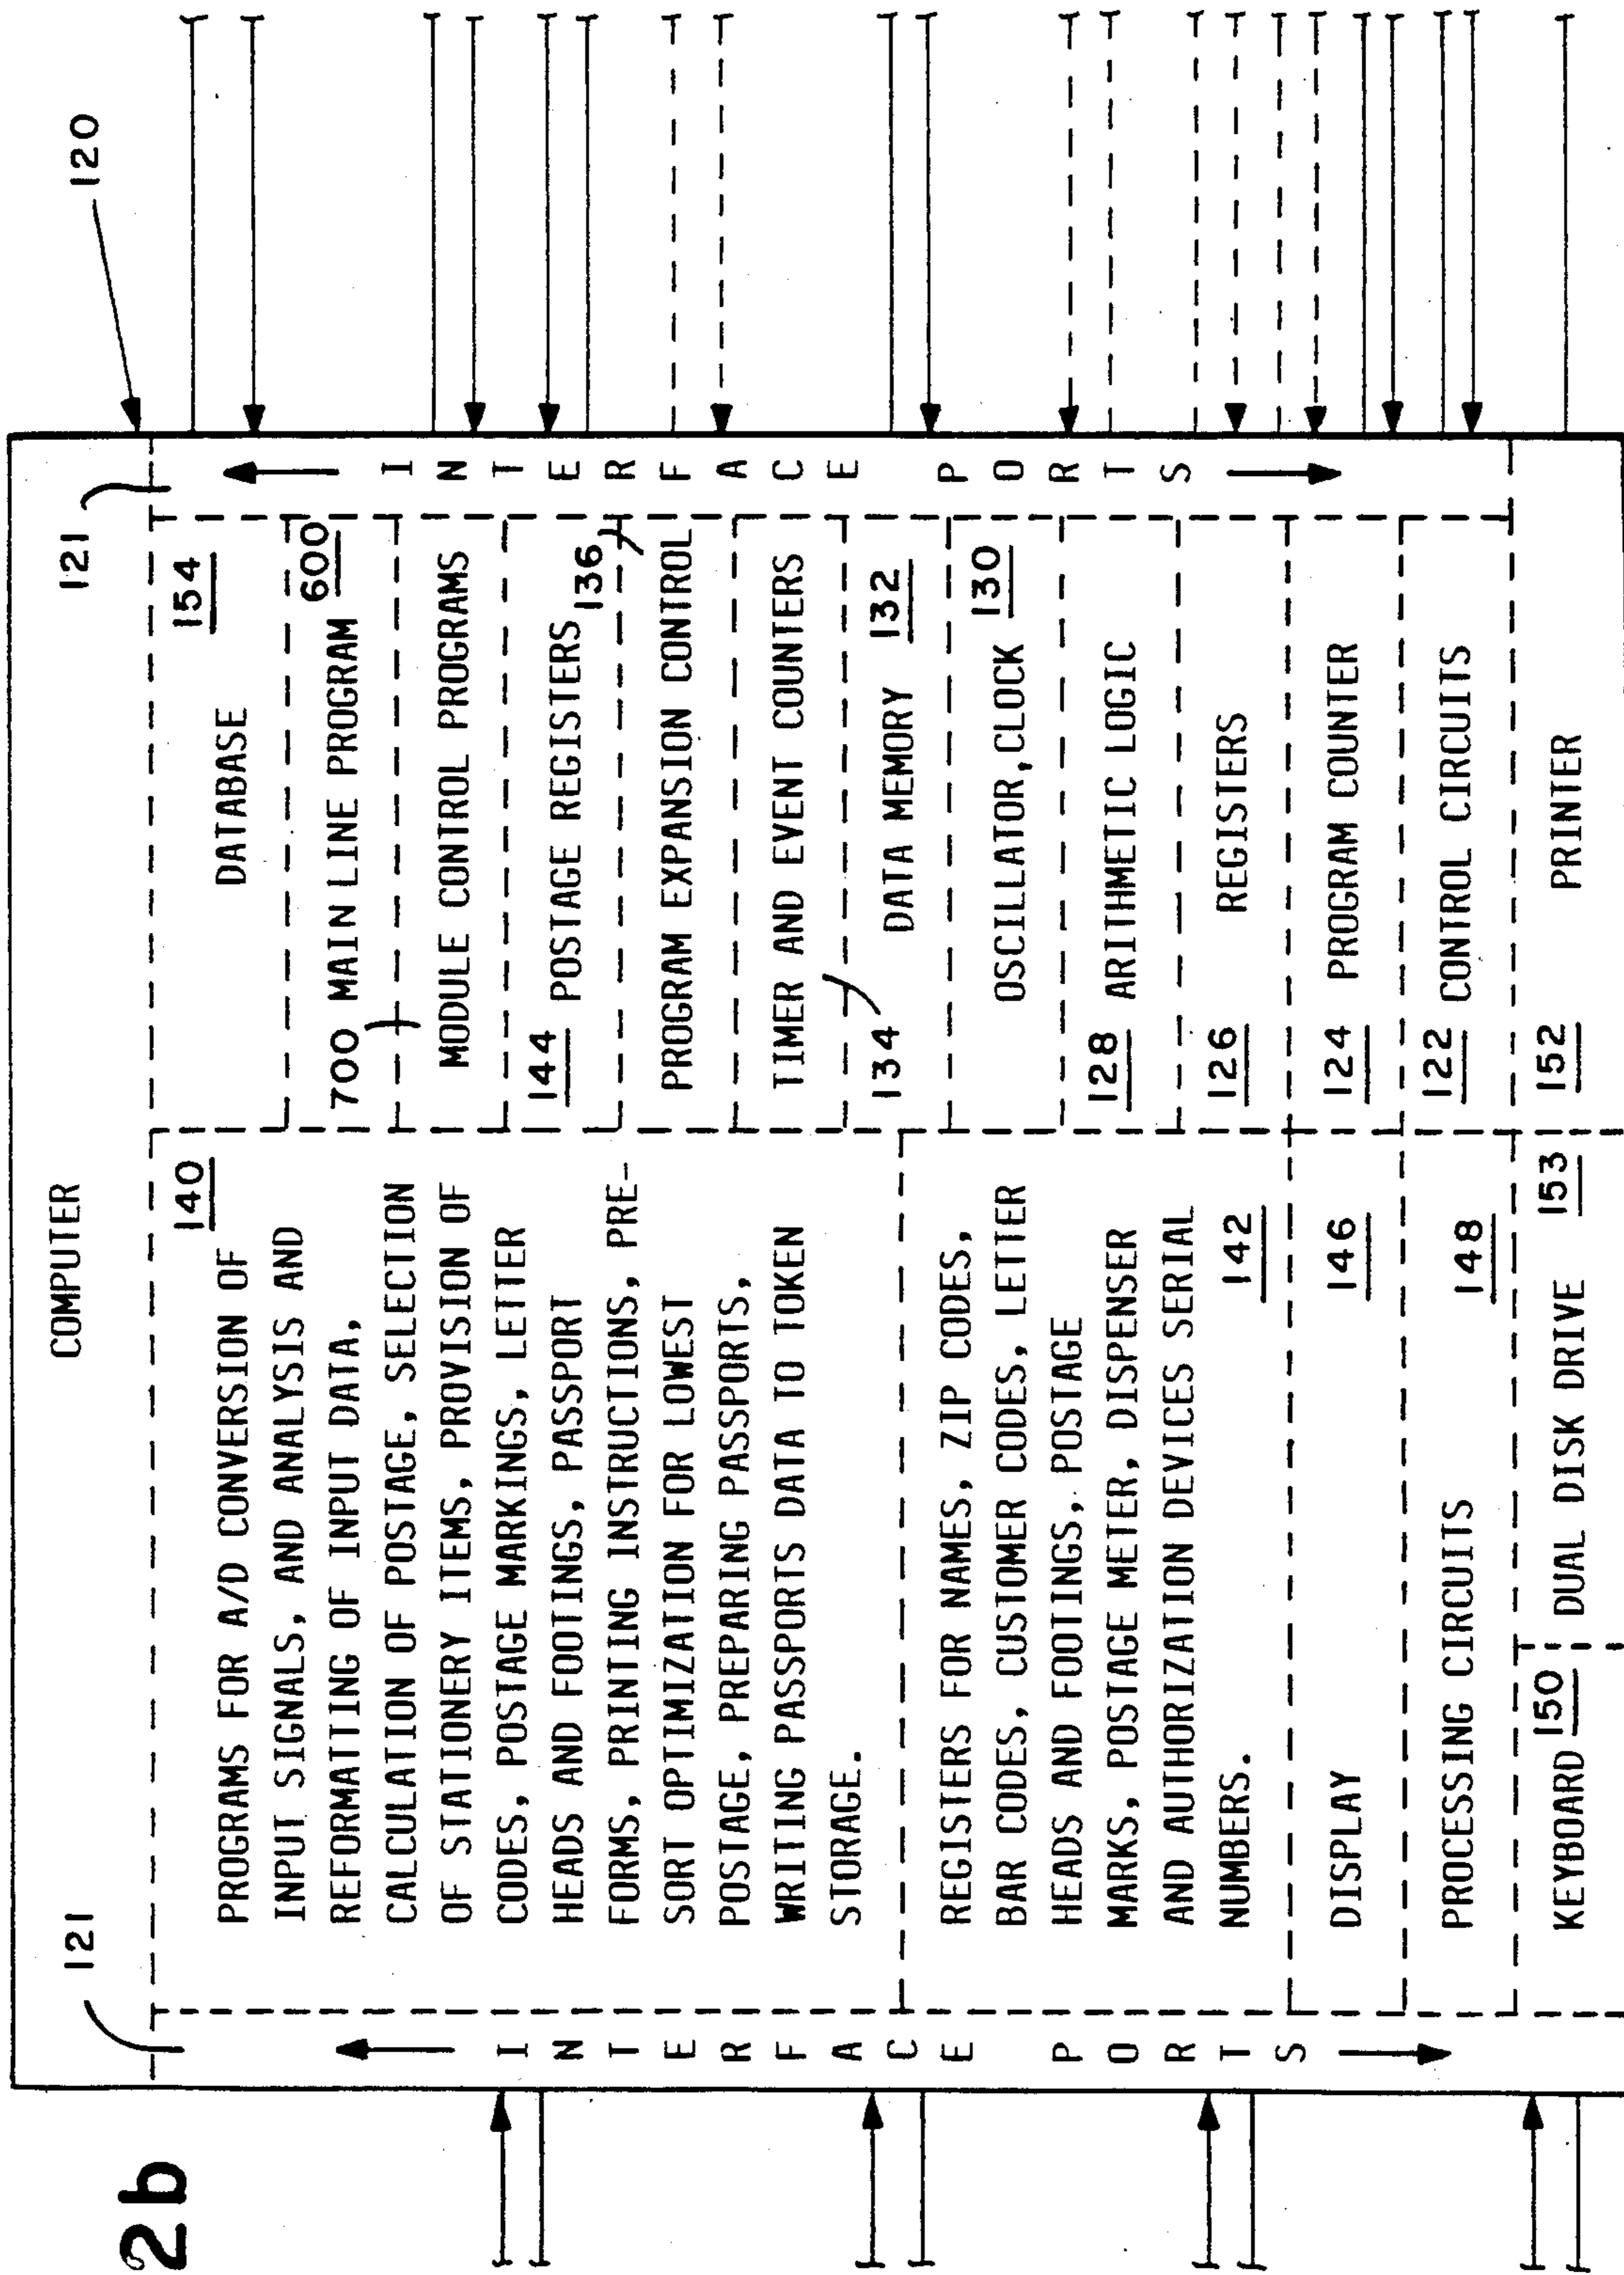 2b
COMPUTER
120
121
121
INTERFACE PORTS
140
PROGRAMS FOR A/D CONVERSION OF
INPUT SIGNALS, AND ANALYSIS AND
REFORMATING OF INPUT DATA,
CALCULATION OF POSTAGE, SELECTION
OF STATIONERY ITEMS, PROVISION OF
CODES, POSTAGE MARKINGS, LETTER
HEADS AND FOOTINGS, PASSPORT
FORMS, PRINTING INSTRUCTIONS, PRE-
SORT OPTIMIZATION FOR LOWEST
POSTAGE, PREPARING PASSPORTS,
WRITING PASSPORTS DATA TO TOKEN
STORAGE.
REGISTERS FOR NAMES, ZIP CODES,
BAR CODES, CUSTOMER CODES, LETTER
HEADS AND FOOTINGS, POSTAGE
MARKS, POSTAGE METER, DISPENSER
AND AUTHORIZATION DEVICES SERIAL
NUMBERS. 142
DISPLAY 146
PROCESSING CIRCUITS 148
KEYBOARD 150
DUAL DISK DRIVE 153
DATABASE 154
MAIN LINE PROGRAM 600
700
MODULE CONTROL PROGRAMS
144 POSTAGE REGISTERS
136
PROGRAM EXPANSION CONTROL
TIMER AND EVENT COUNTERS
134
DATA MEMORY 132
OSCILLATOR, CLOCK 130
128 ARITHMETIC LOGIC
126 REGISTERS
124 PROGRAM COUNTER
122 CONTROL CIRCUITS
152 PRINTER
INTERFACE PORTS